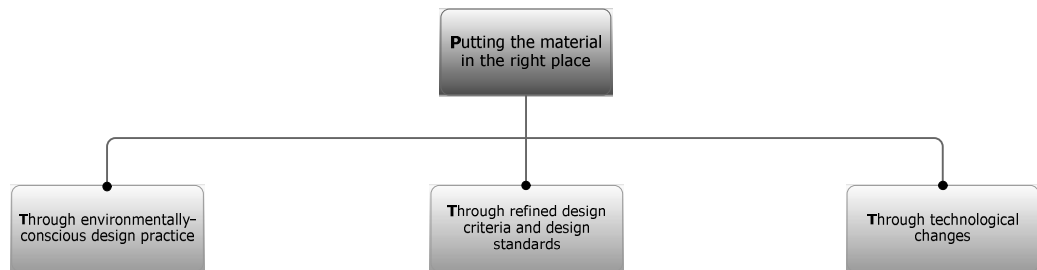 Putting the material
in the right place
Through environmentally–
conscious design practice
Through refined design
criteria and design
standards
Through technological
changes